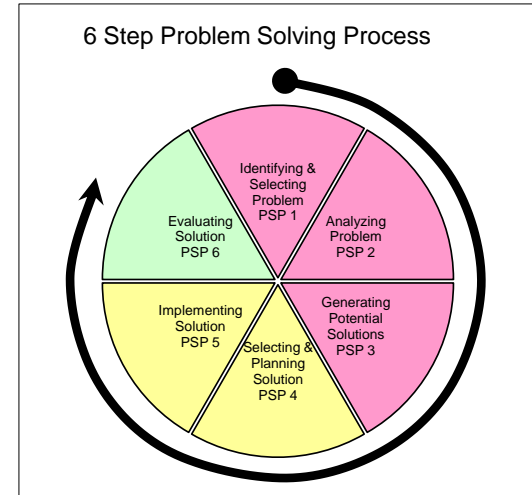 6 Step Problem Solving Process
Identifying &
Selecting
Problem
PSP 1
Analyzing
Problem
PSP 2
Generating
Potential
Solutions
PSP 3
Selecting &
Planning
Solution
PSP 4
Implementing
Solution
PSP 5
Evaluating
Solution
PSP 6